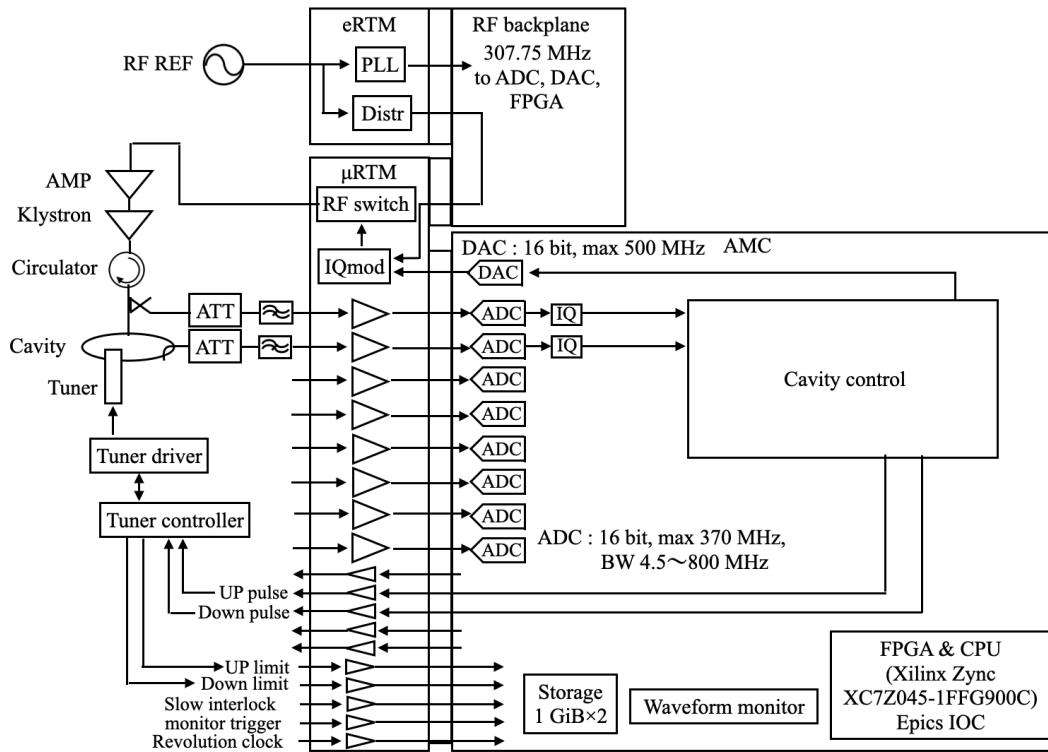 eRTM
RF backplane
307.75 MHz
to ADC, DAC,
FPGA
RF REF
PLL
Distr
μRTM
AMP
RF switch
Klystron
DAC : 16 bit, max 500 MHz AMC
Circulator
IQmod
DAC
ATT
ADC
IQ
Cavity
ATT
ADC
IQ
Cavity control
Tuner
ADC
ADC
Tuner driver
ADC
ADC
Tuner controller
ADC
ADC : 16 bit, max 370 MHz,
BW 4.5～800 MHz
ADC
UP pulse
Down pulse
UP limit
Down limit
Slow interlock
monitor trigger
Revolution clock
Storage
1 GiB×2
Waveform monitor
FPGA & CPU
(Xilinx Zync
XC7Z045-1FFG900C)
Epics IOC